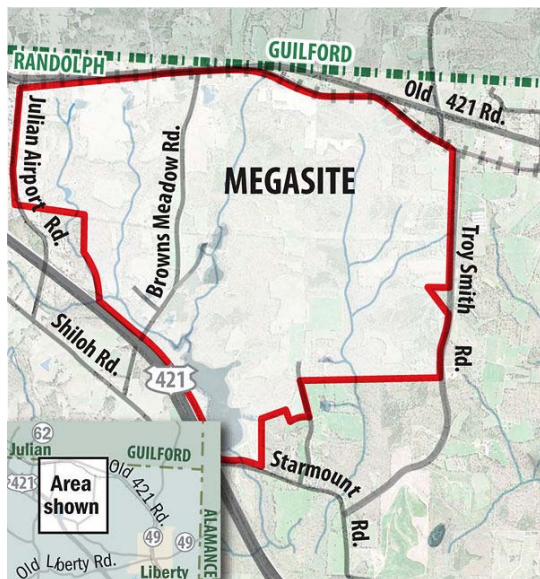 GUILFORD
RANDOLPH
Old 421 Rd.
Julian Airport Rd.
Browns Meadow Rd.
MEGASITE
Troy Smith Rd.
Shiloh Rd.
421
Starmount Rd.
62
Julian
GUILFORD
421
Area
shown
Old 421 Rd.
ALAMANCE
49
49
Old Liberty Rd.
Liberty